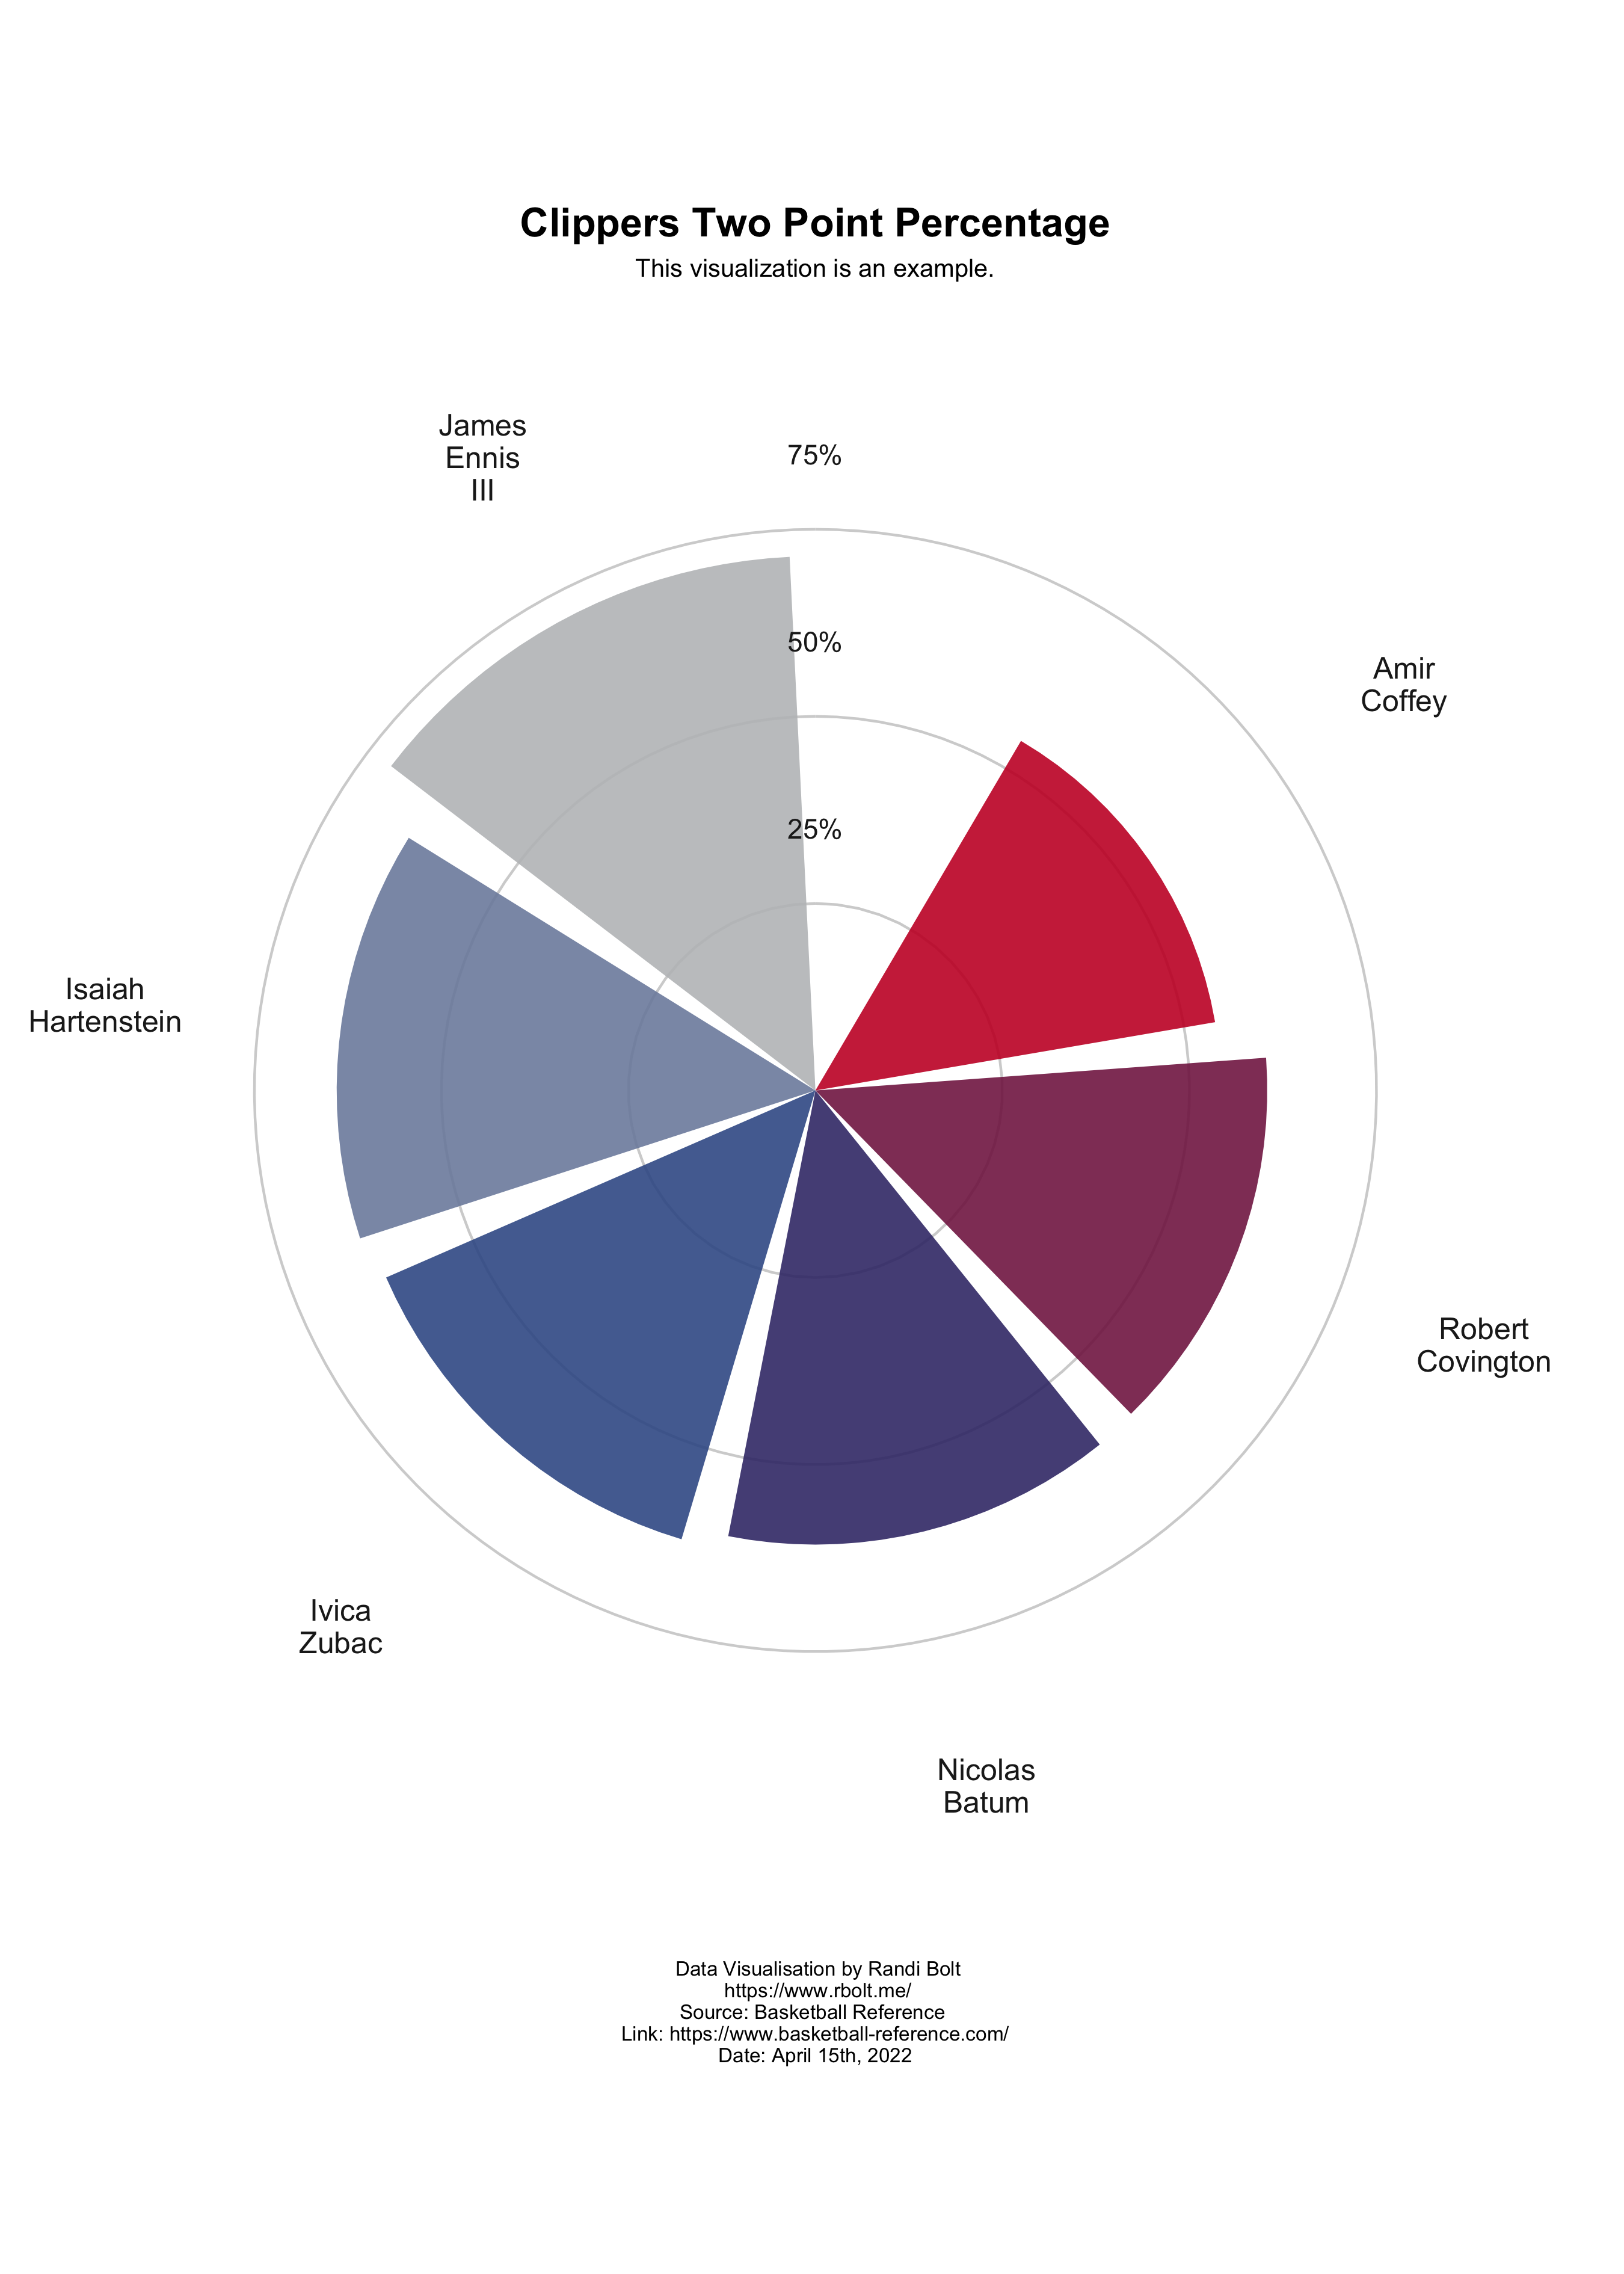 Clippers Two Point Percentage
This visualization is an example.
James
Ennis
III
75%
50%
25%
Amir
Coffey
Isaiah
Hartenstein
Robert
Covington
Ivica
Zubac
Nicolas
Batum
Data Visualisation by Randi Bolt
https://www.rbolt.me/
Source: Basketball Reference
Link: https://www.basketball-reference.com/
Date: April 15th, 2022